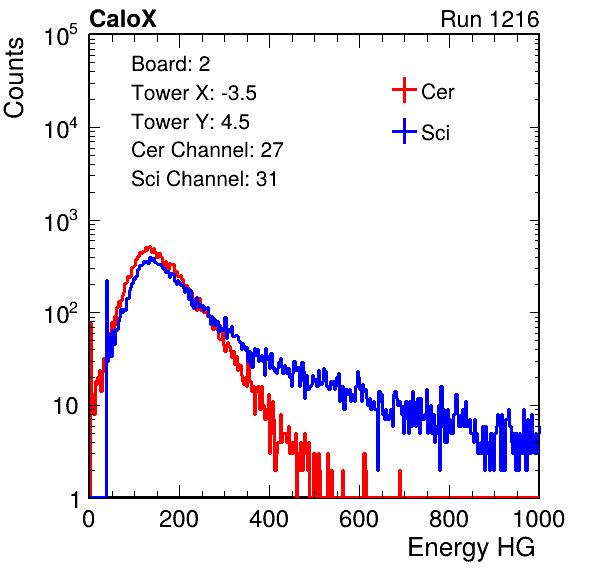 CaloX Run 1216
Counts
Board: 2
Tower X: -3.5
Tower Y: 4.5
Cer Channel: 27
Sci Channel: 31
Cer
Sci
10^5
10^4
10^3
10^2
10
1
0 200 400 600 800 1000
Energy HG